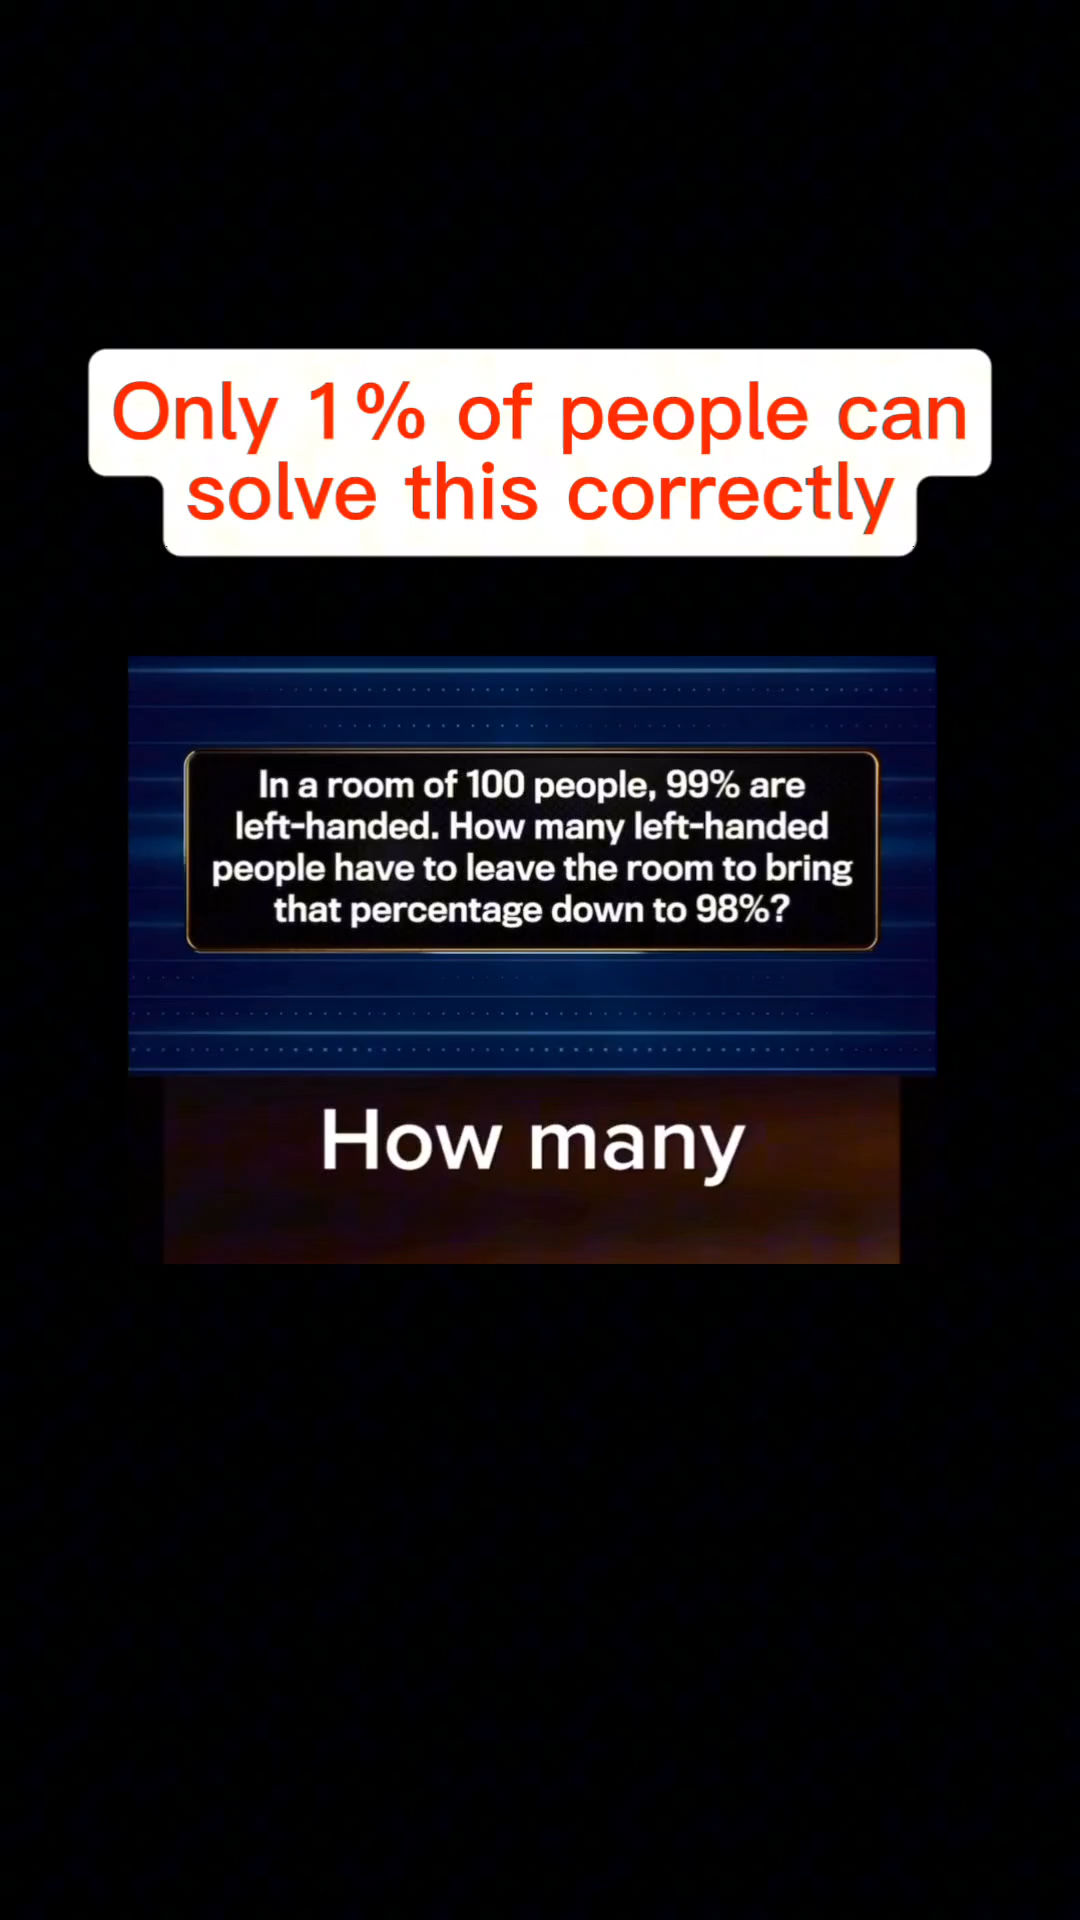 Only 1% of people can
solve this correctly
In a room of 100 people, 99% are
left-handed. How many left-handed
people have to leave the room to bring
that percentage down to 98%?
How many